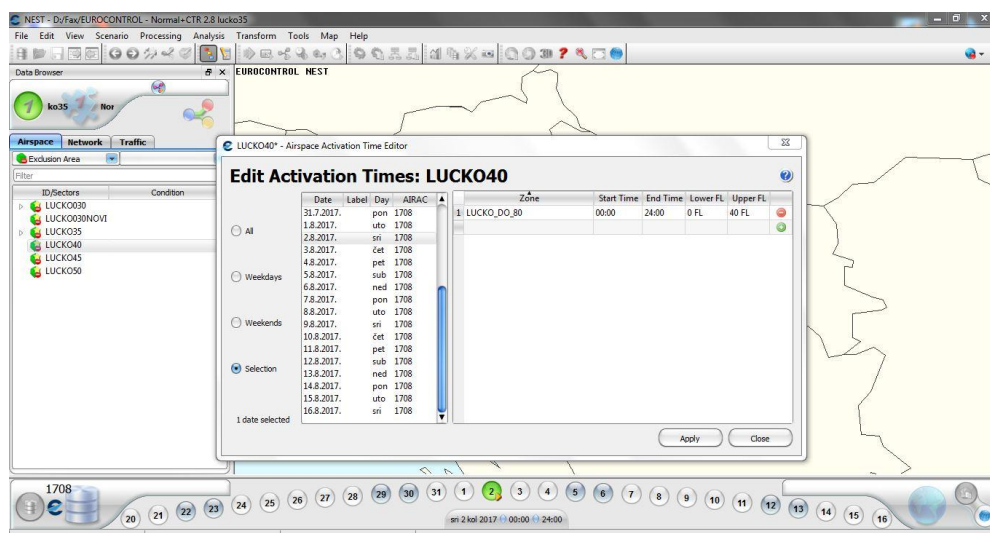 NEST - D:/Fax/EUROCONTROL - Normal+CTR 2.8 lucko35
File Edit View Scenario Processing Analysis Transform Tools Map Help
Data Browser
EUROCONTROL NEST
ko35 Nor
Airspace Network Traffic
Exclusion Area
Filter
ID/Sectors Condition
LUCKO030
LUCKO030NOVI
LUCKO35
LUCKO40
LUCKO45
LUCKO50
LUCKO40* - Airspace Activation Time Editor
Edit Activation Times: LUCKO40
All
Weekdays
Weekends
Selection
1 date selected
Date Label Day AIRAC
31.7.2017. pon 1708
1.8.2017. uto 1708
2.8.2017. sri 1708
3.8.2017. čet 1708
4.8.2017. pet 1708
5.8.2017. sub 1708
6.8.2017. ned 1708
7.8.2017. pon 1708
8.8.2017. uto 1708
9.8.2017. sri 1708
10.8.2017. čet 1708
11.8.2017. pet 1708
12.8.2017. sub 1708
13.8.2017. ned 1708
14.8.2017. pon 1708
15.8.2017. uto 1708
16.8.2017. sri 1708
Zone Start Time End Time Lower FL Upper FL
1 LUCKO_DO_80 00:00 24:00 0 FL 40 FL
Apply Close
1708
20 21 22 23 24 25 26 27 28 29 30 31 1 2 3 4 5 6 7 8 9 10 11 12 13 14 15 16
sri 2 kol 2017 00:00 24:00